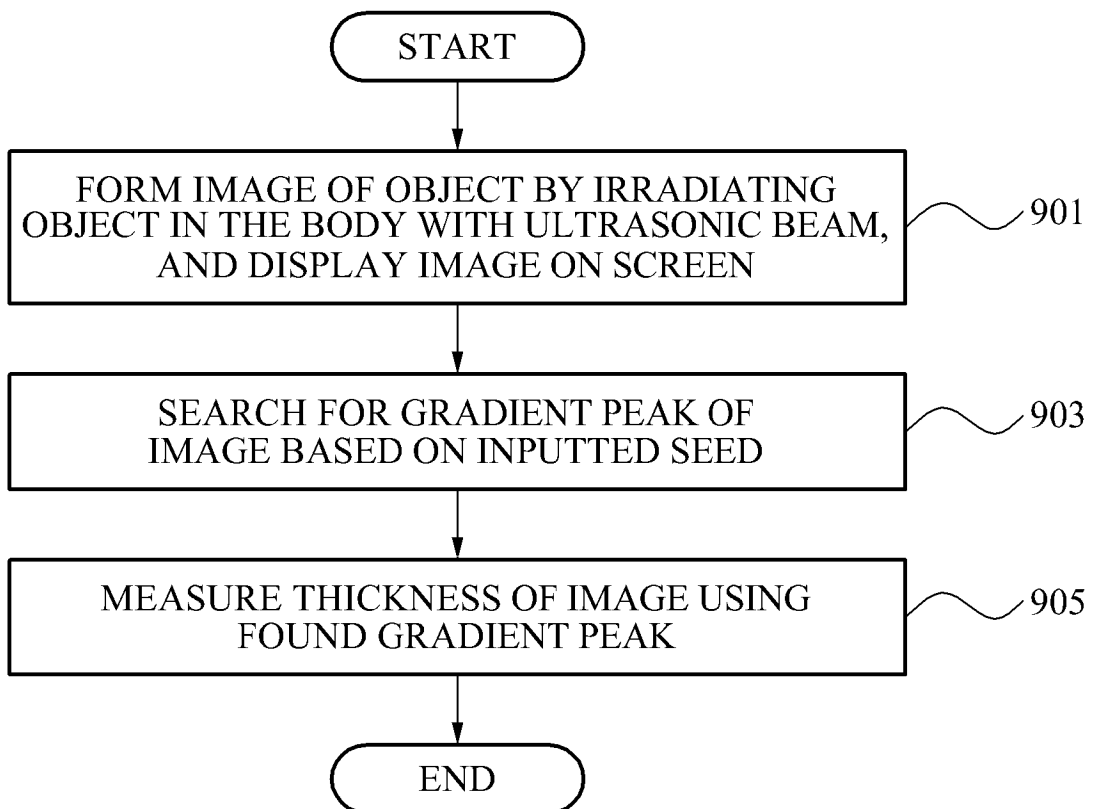 START
FORM IMAGE OF OBJECT BY IRRADIATING
OBJECT IN THE BODY WITH ULTRASONIC BEAM,
AND DISPLAY IMAGE ON SCREEN
901
SEARCH FOR GRADIENT PEAK OF
IMAGE BASED ON INPUTTED SEED
903
MEASURE THICKNESS OF IMAGE USING
FOUND GRADIENT PEAK
905
END